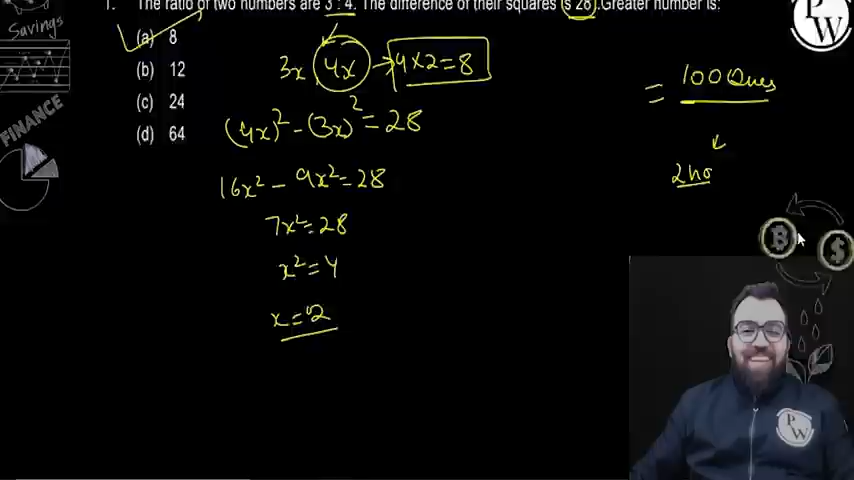 1. The ratio of two numbers are 3 : 4. The difference of their squares is 28 .Greater number is:
(a) 8
(b) 12
(c) 24
(d) 64
Savings
FINANCE
3x, 4x → 4 × 2 = 8
(4x)² - (3x)² = 28
16x² - 9x² = 28
7x² = 28
x² = 4
x = 2
= 100 Ques
2 hr
PW
B
$
PW